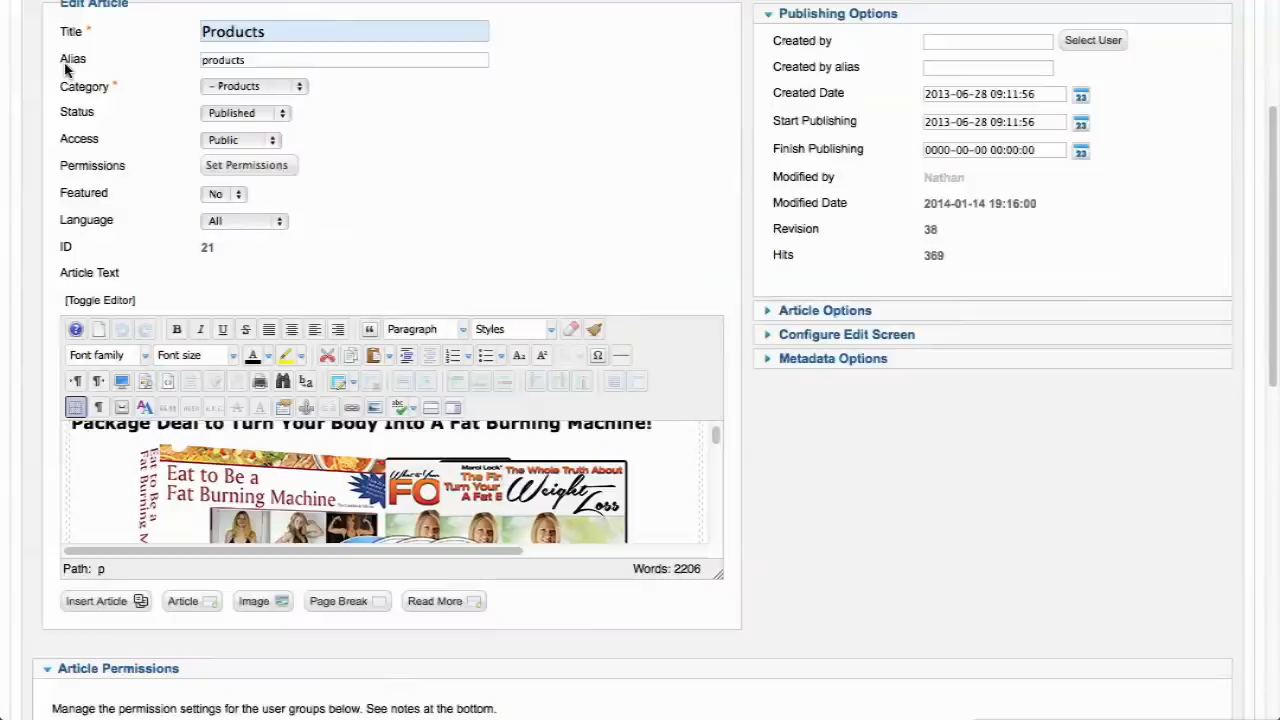 Edit Article
Title *
Products
Alias
products
Category *
- Products
Status
Published
Access
Public
Permissions
Set Permissions
Featured
No
Language
All
ID
21
Article Text
[Toggle Editor]
Paragraph
Styles
Font family
Font size
Package Deal to Turn Your Body Into A Fat Burning Machine!
Eat to Be a
Fat Burning Machine
Marci Lock
The Whole Truth About
Weight
Loss
Path: p
Words: 2206
Insert Article
Article
Image
Page Break
Read More
Publishing Options
Created by
Select User
Created by alias
Created Date
2013-06-28 09:11:56
23
Start Publishing
2013-06-28 09:11:56
23
Finish Publishing
0000-00-00 00:00:00
23
Modified by
Nathan
Modified Date
2014-01-14 19:16:00
Revision
38
Hits
369
Article Options
Configure Edit Screen
Metadata Options
Article Permissions
Manage the permission settings for the user groups below. See notes at the bottom.